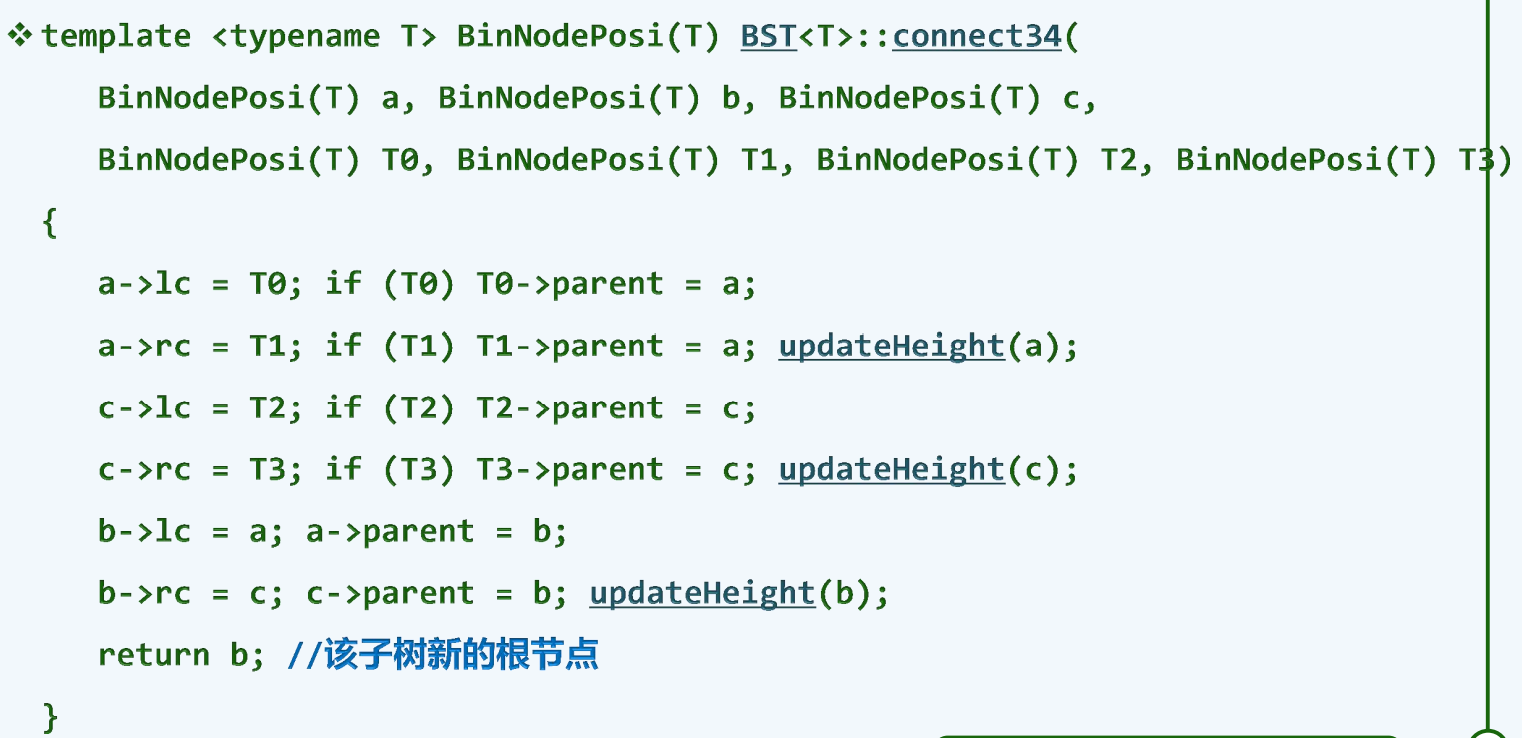 ❖ template <typename T> BinNodePosi(T) BST<T>::connect34(
BinNodePosi(T) a, BinNodePosi(T) b, BinNodePosi(T) c,
BinNodePosi(T) T0, BinNodePosi(T) T1, BinNodePosi(T) T2, BinNodePosi(T) T3)
{
a->lc = T0; if (T0) T0->parent = a;
a->rc = T1; if (T1) T1->parent = a; updateHeight(a);
c->lc = T2; if (T2) T2->parent = c;
c->rc = T3; if (T3) T3->parent = c; updateHeight(c);
b->lc = a; a->parent = b;
b->rc = c; c->parent = b; updateHeight(b);
return b; //该子树新的根节点
}